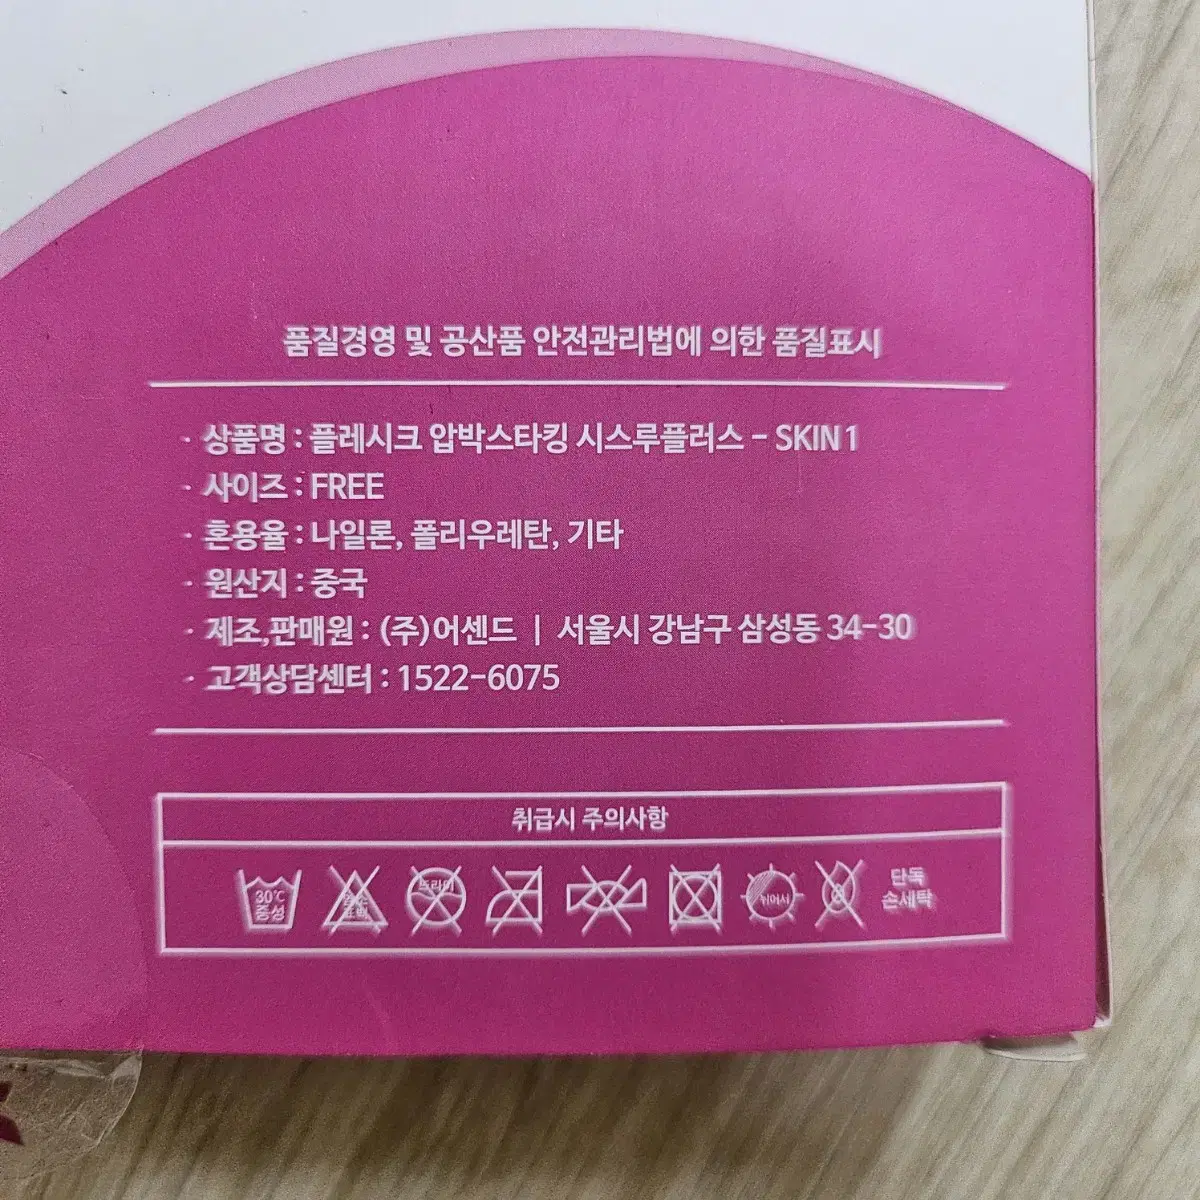 품질경영 및 공산품 안전관리법에 의한 품질표시
· 상품명 : 플레시크 압박스타킹 시스루플러스 - SKIN1
· 사이즈 : FREE
· 혼용율 : 나일론, 폴리우레탄, 기타
· 원산지 : 중국
· 제조,판매원 : (주)어센드 | 서울시 강남구 삼성동 34-30
· 고객상담센터 : 1522-6075
취급시 주의사항
30℃
중성
드라이
뉘어서
단독
손세탁